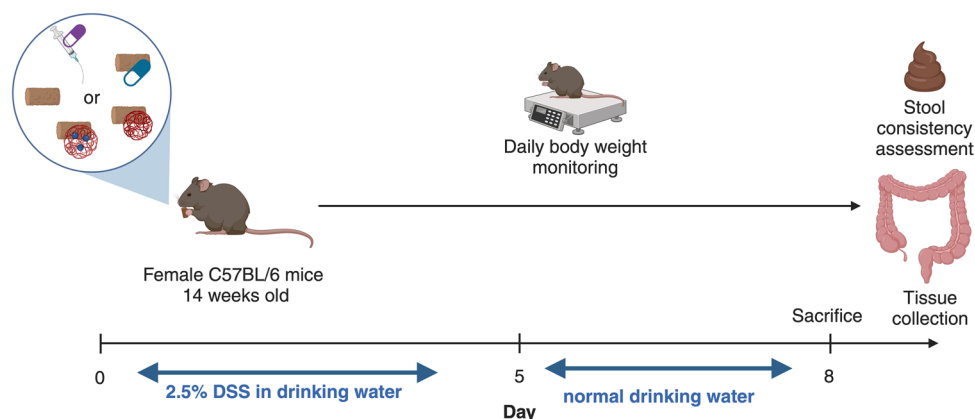 or
Daily body weight
monitoring
Stool
consistency
assessment
Female C57BL/6 mice
14 weeks old
Sacrifice
Tissue
collection
0
5
8
2.5% DSS in drinking water
normal drinking water
Day